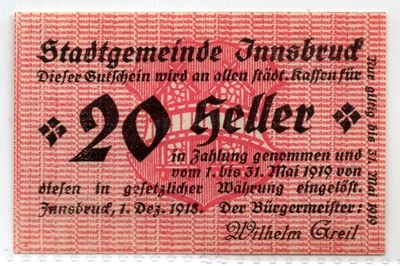 Stadtgemeinde Innsbruck
Dieser Gutschein wird an allen städt. Kassen für
20 Heller
in Zahlung genommen und
vom 1. bis 31. Mai 1919 von
diesen in gesetzlicher Währung eingelöst.
Innsbruck, 1. Dez. 1918. Der Bürgermeister:
Wilhelm Greil
Nur gültig bis 31. Mai 1919